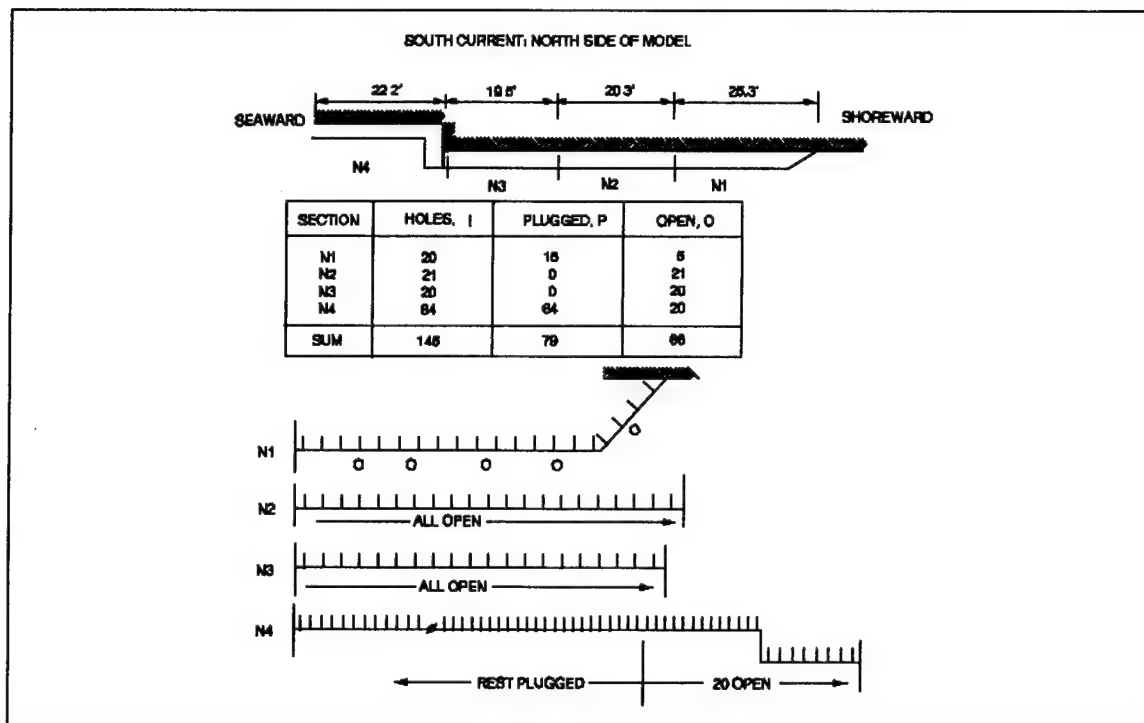 SOUTH CURRENT: NORTH SIDE OF MODEL
22.2' 19.5' 20.3' 25.3'
SEAWARD SHOREWARD
N4 N3 N2 N1
SECTION HOLES, I PLUGGED, P OPEN, O
N1 20 15 5
N2 21 0 21
N3 20 0 20
N4 84 64 20
SUM 145 79 66
N1
O O O O O
N2
ALL OPEN
N3
ALL OPEN
N4
REST PLUGGED 20 OPEN